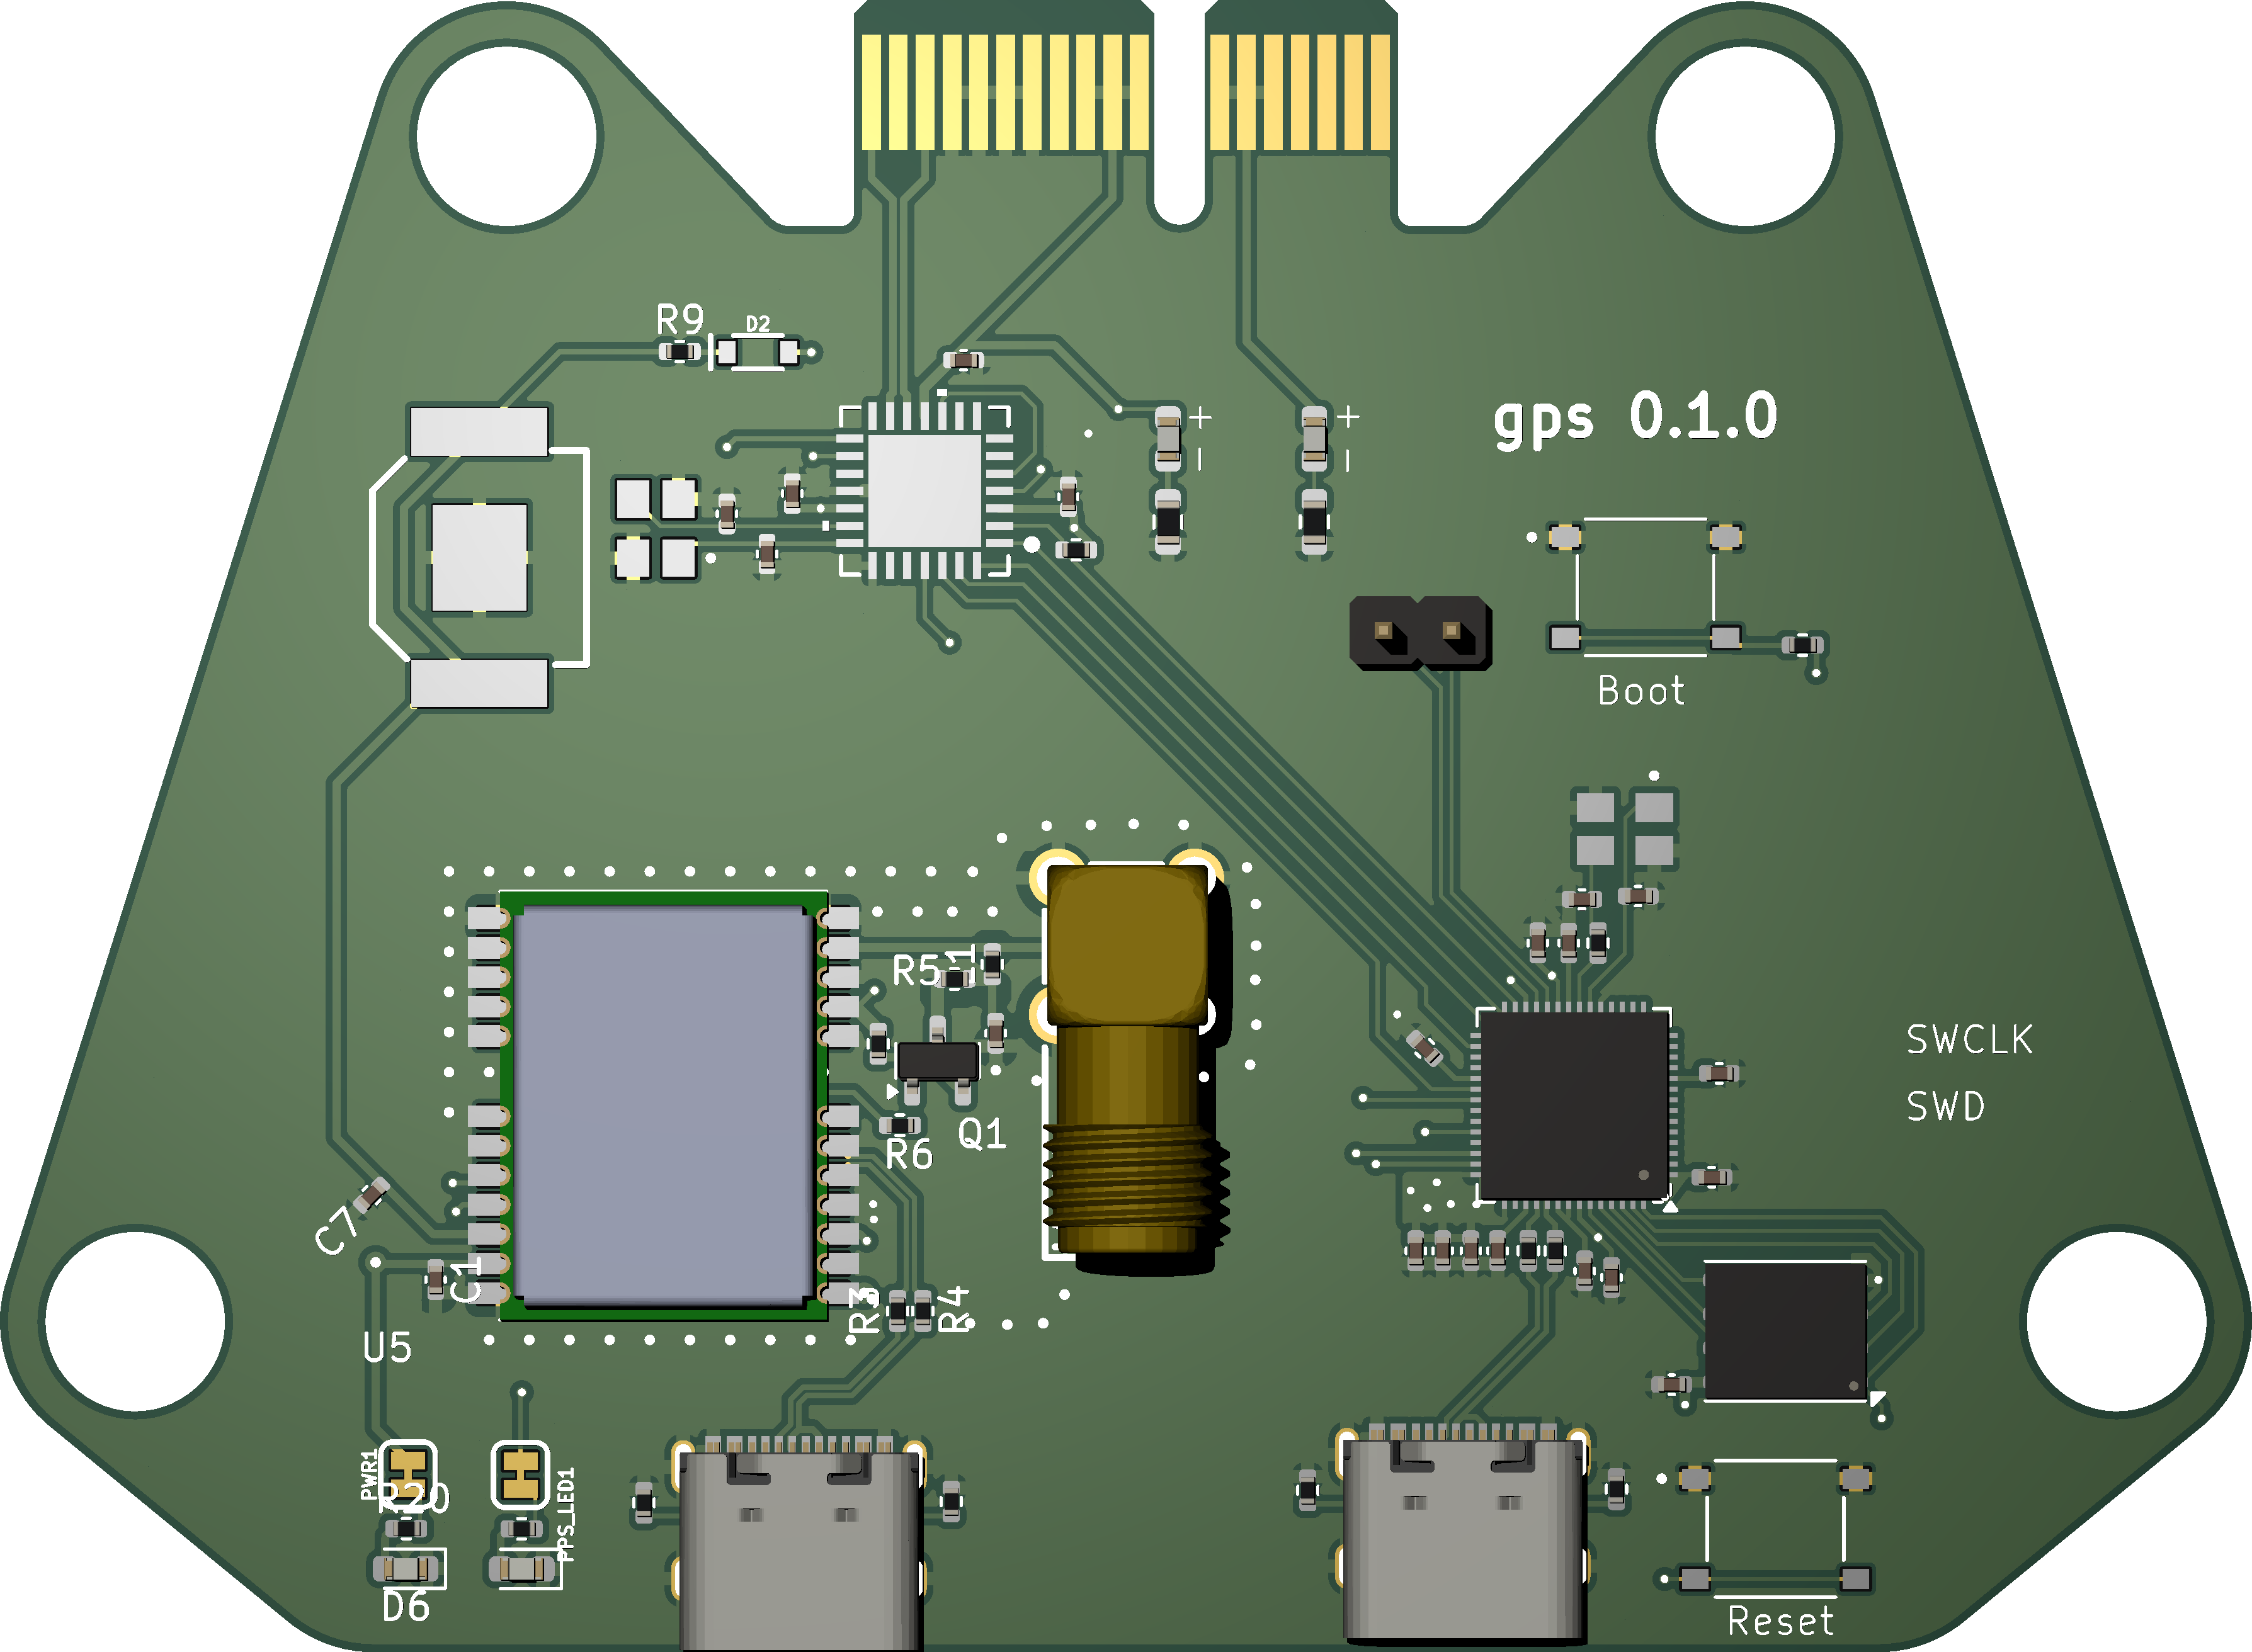 R9
D2
+
+
gps 0.1.0
Boot
R5
SWCLK
SWD
Q1
R6
C7
C1
R3
R4
U5
PWR1
R20
PPS_LED1
D6
Reset